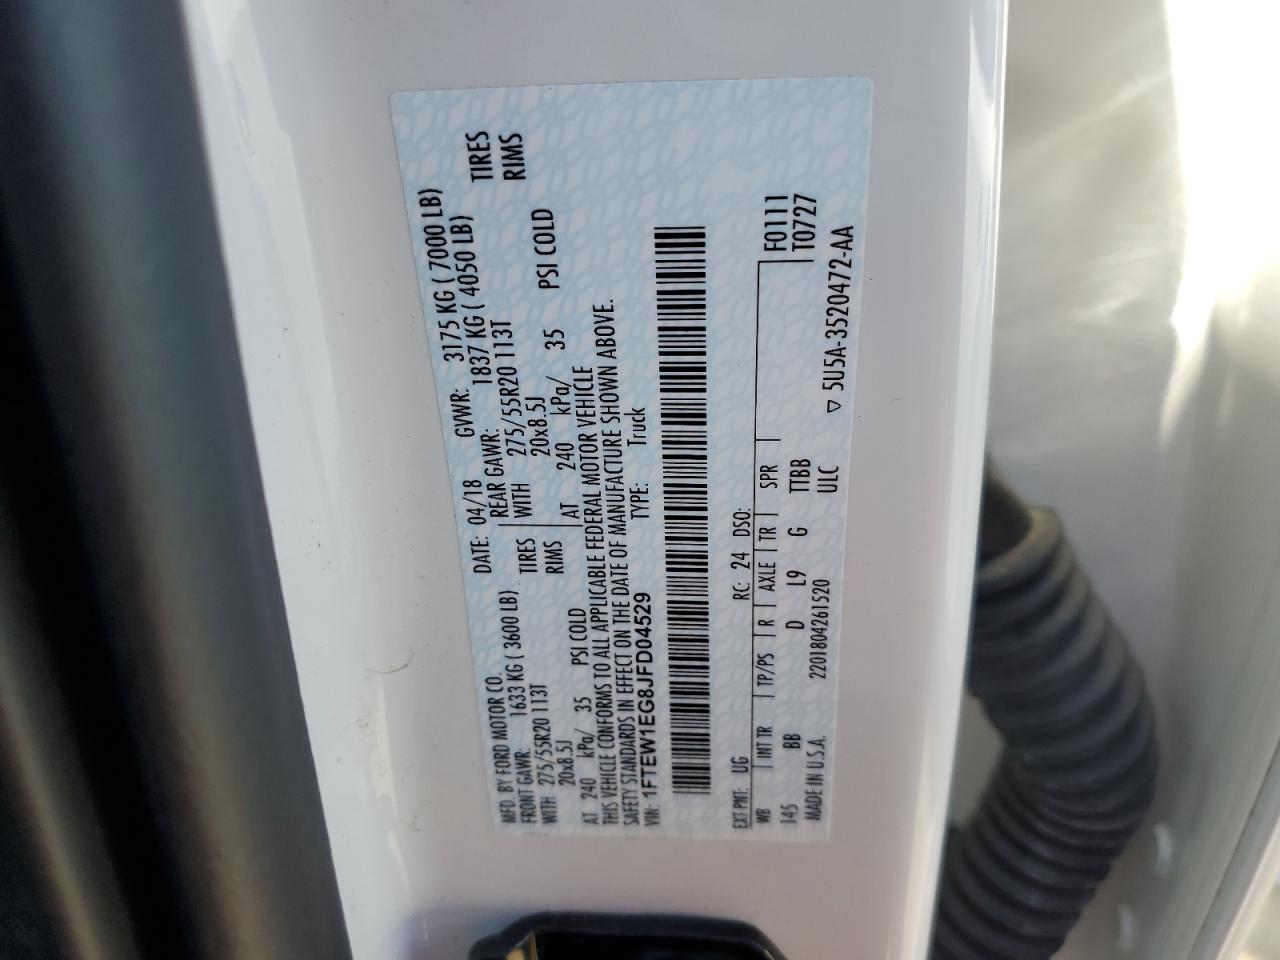 MFD. BY FORD MOTOR CO. DATE: 04/18 GVWR: 3175 KG ( 7000 LB)
FRONT GAWR: 1633 KG ( 3600 LB) REAR GAWR: 1837 KG ( 4050 LB)
WITH 275/55R20 113T TIRES WITH 275/55R20 113T TIRES
20x8.5J RIMS 20x8.5J RIMS
AT 240 kPa/ 35 PSI COLD AT 240 kPa/ 35 PSI COLD
THIS VEHICLE CONFORMS TO ALL APPLICABLE FEDERAL MOTOR VEHICLE
SAFETY STANDARDS IN EFFECT ON THE DATE OF MANUFACTURE SHOWN ABOVE.
VIN: 1FTEW1EG8JFD04529 TYPE: Truck
EXT PNT: UG RC: 24 DSO: F0111
WB INT TR TP/PS R AXLE TR SPR T0727
145 BB D L9 G TTBB
MADE IN U.S.A. 2201804261520 ULC ▽ 5U5A-3520472-AA